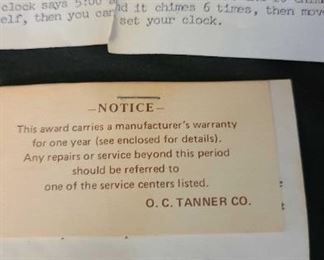 clock says 5:00
elf, then you can
d it chimes 6 times, then mov
set your clock.
— NOTICE —
This award carries a manufacturer's warranty
for one year (see enclosed for details).
Any repairs or service beyond this period
should be referred to
one of the service centers listed.
O. C. TANNER CO.